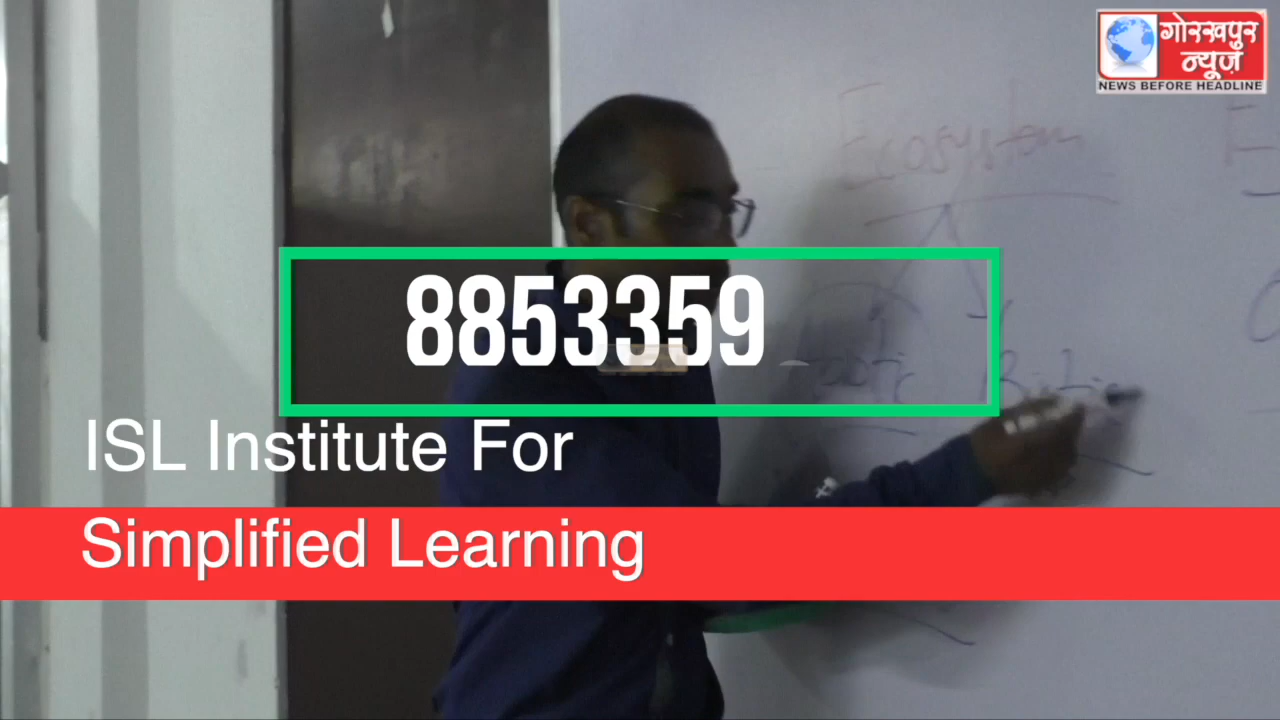 गोरखपुर
न्यूज़
NEWS BEFORE HEADLINE
Ecosystem
8853359
ISL Institute For
Simplified Learning